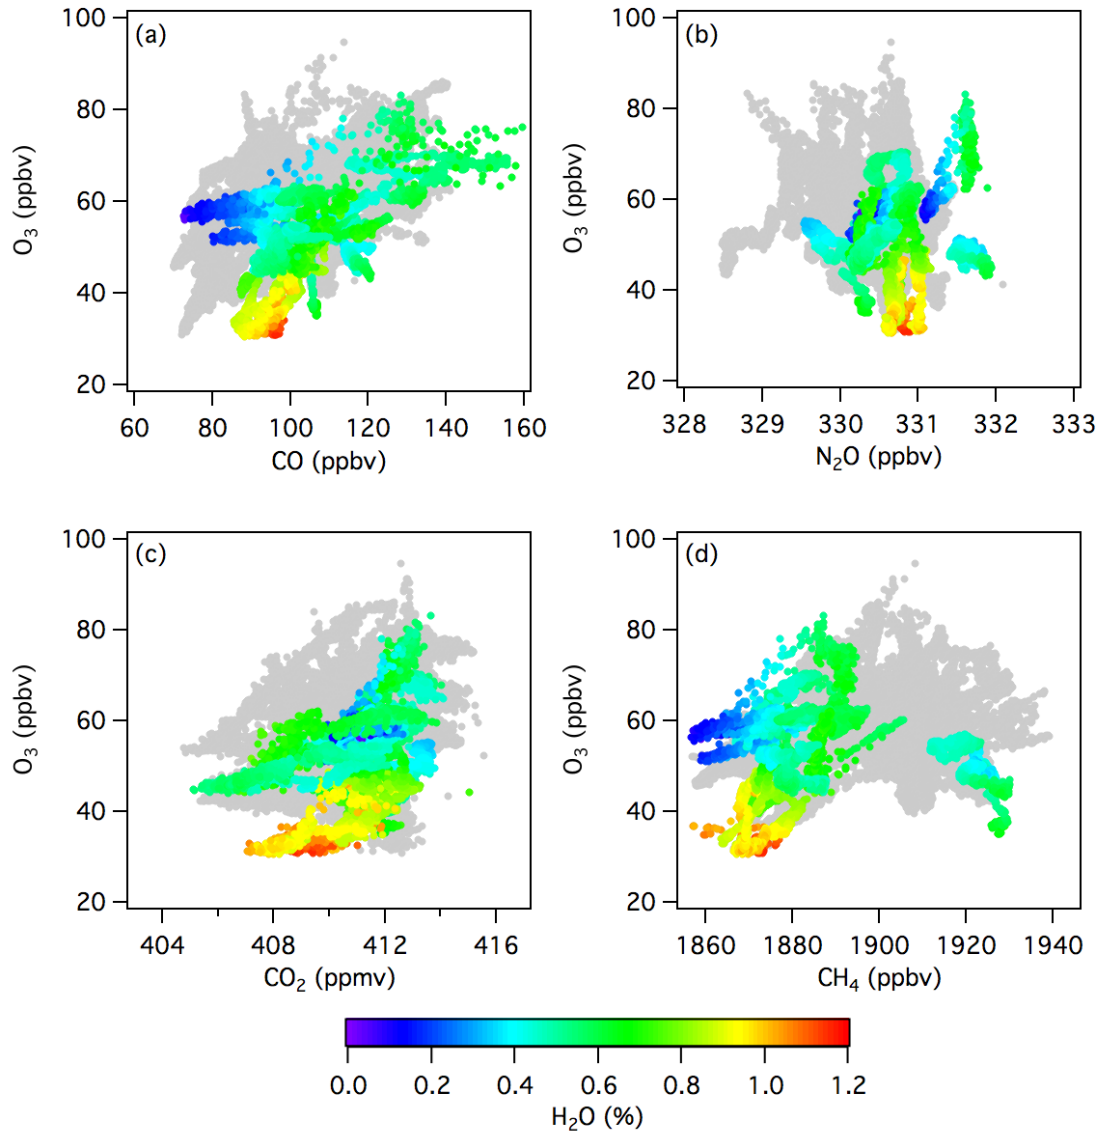 (a)
100
80
60
40
20
O3 (ppbv)
60 80 100 120 140 160
CO (ppbv)
(b)
100
80
60
40
20
O3 (ppbv)
328 329 330 331 332 333
N2O (ppbv)
(c)
100
80
60
40
20
O3 (ppbv)
404 408 412 416
CO2 (ppmv)
(d)
100
80
60
40
20
O3 (ppbv)
1860 1880 1900 1920 1940
CH4 (ppbv)
0.0 0.2 0.4 0.6 0.8 1.0 1.2
H2O (%)